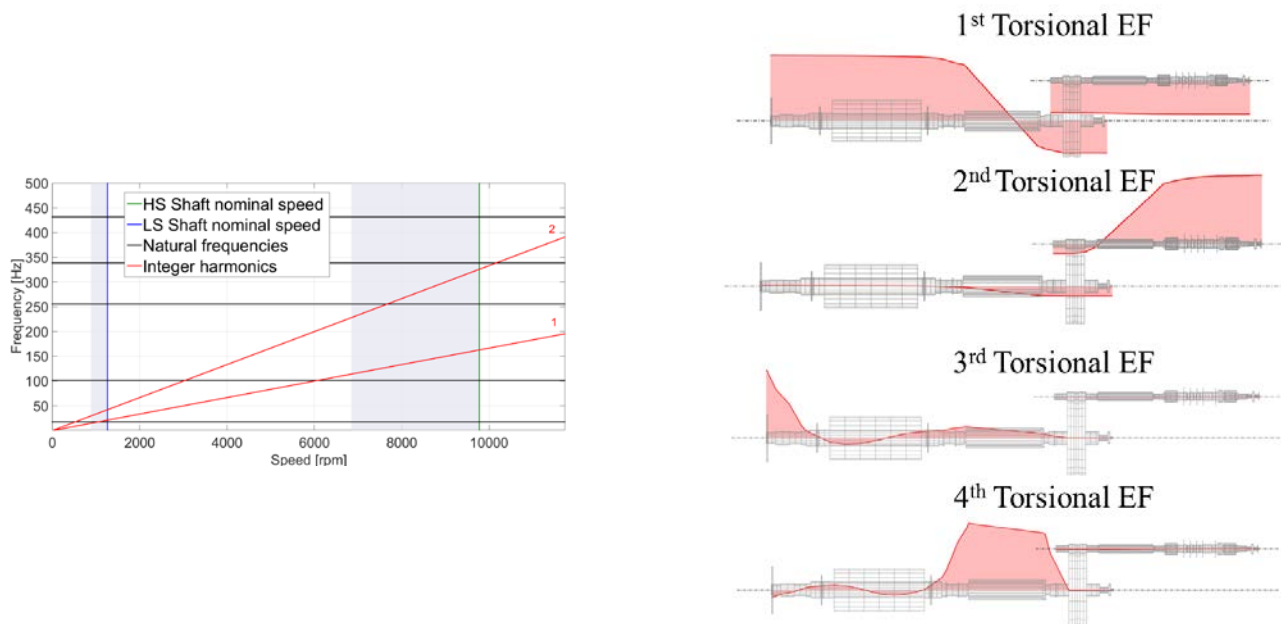 500
450
400
350
300
250
200
150
100
50
Frequency [Hz]
HS Shaft nominal speed
LS Shaft nominal speed
Natural frequencies
Integer harmonics
2
1
0
2000
4000
6000
8000
10000
Speed [rpm]
1st Torsional EF
2nd Torsional EF
3rd Torsional EF
4th Torsional EF